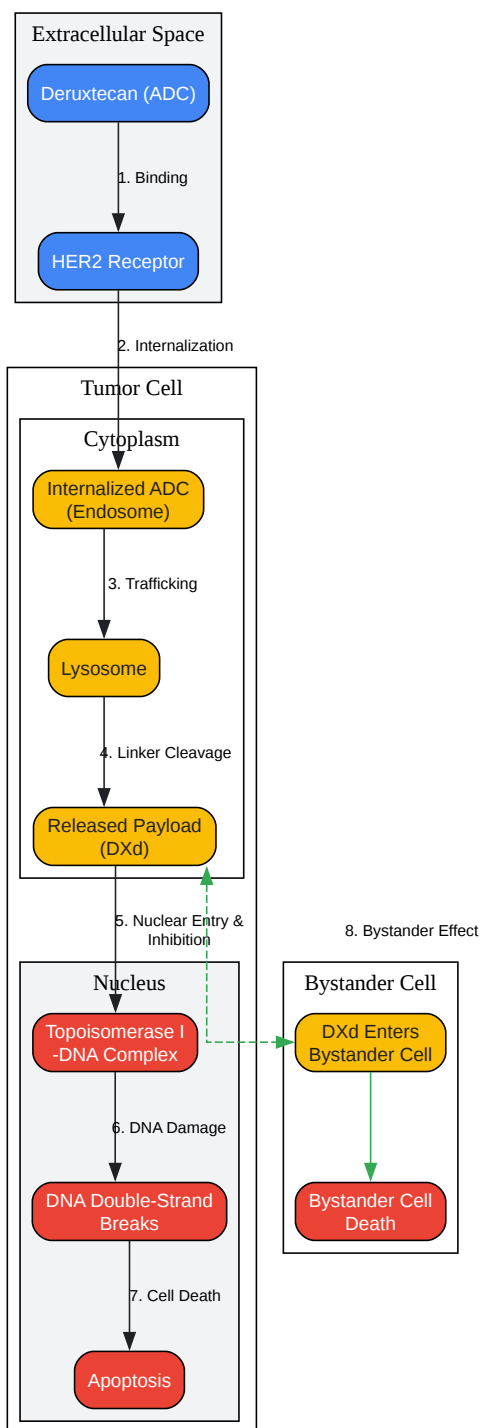 Extracellular Space
Deruxtecan (ADC)
1. Binding
HER2 Receptor
2. Internalization
Tumor Cell
Cytoplasm
Internalized ADC
(Endosome)
3. Trafficking
Lysosome
4. Linker Cleavage
Released Payload
(DXd)
5. Nuclear Entry &
Inhibition
8. Bystander Effect
Nucleus
Topoisomerase I
-DNA Complex
6. DNA Damage
DNA Double-Strand
Breaks
7. Cell Death
Apoptosis
Bystander Cell
DXd Enters
Bystander Cell
Bystander Cell
Death